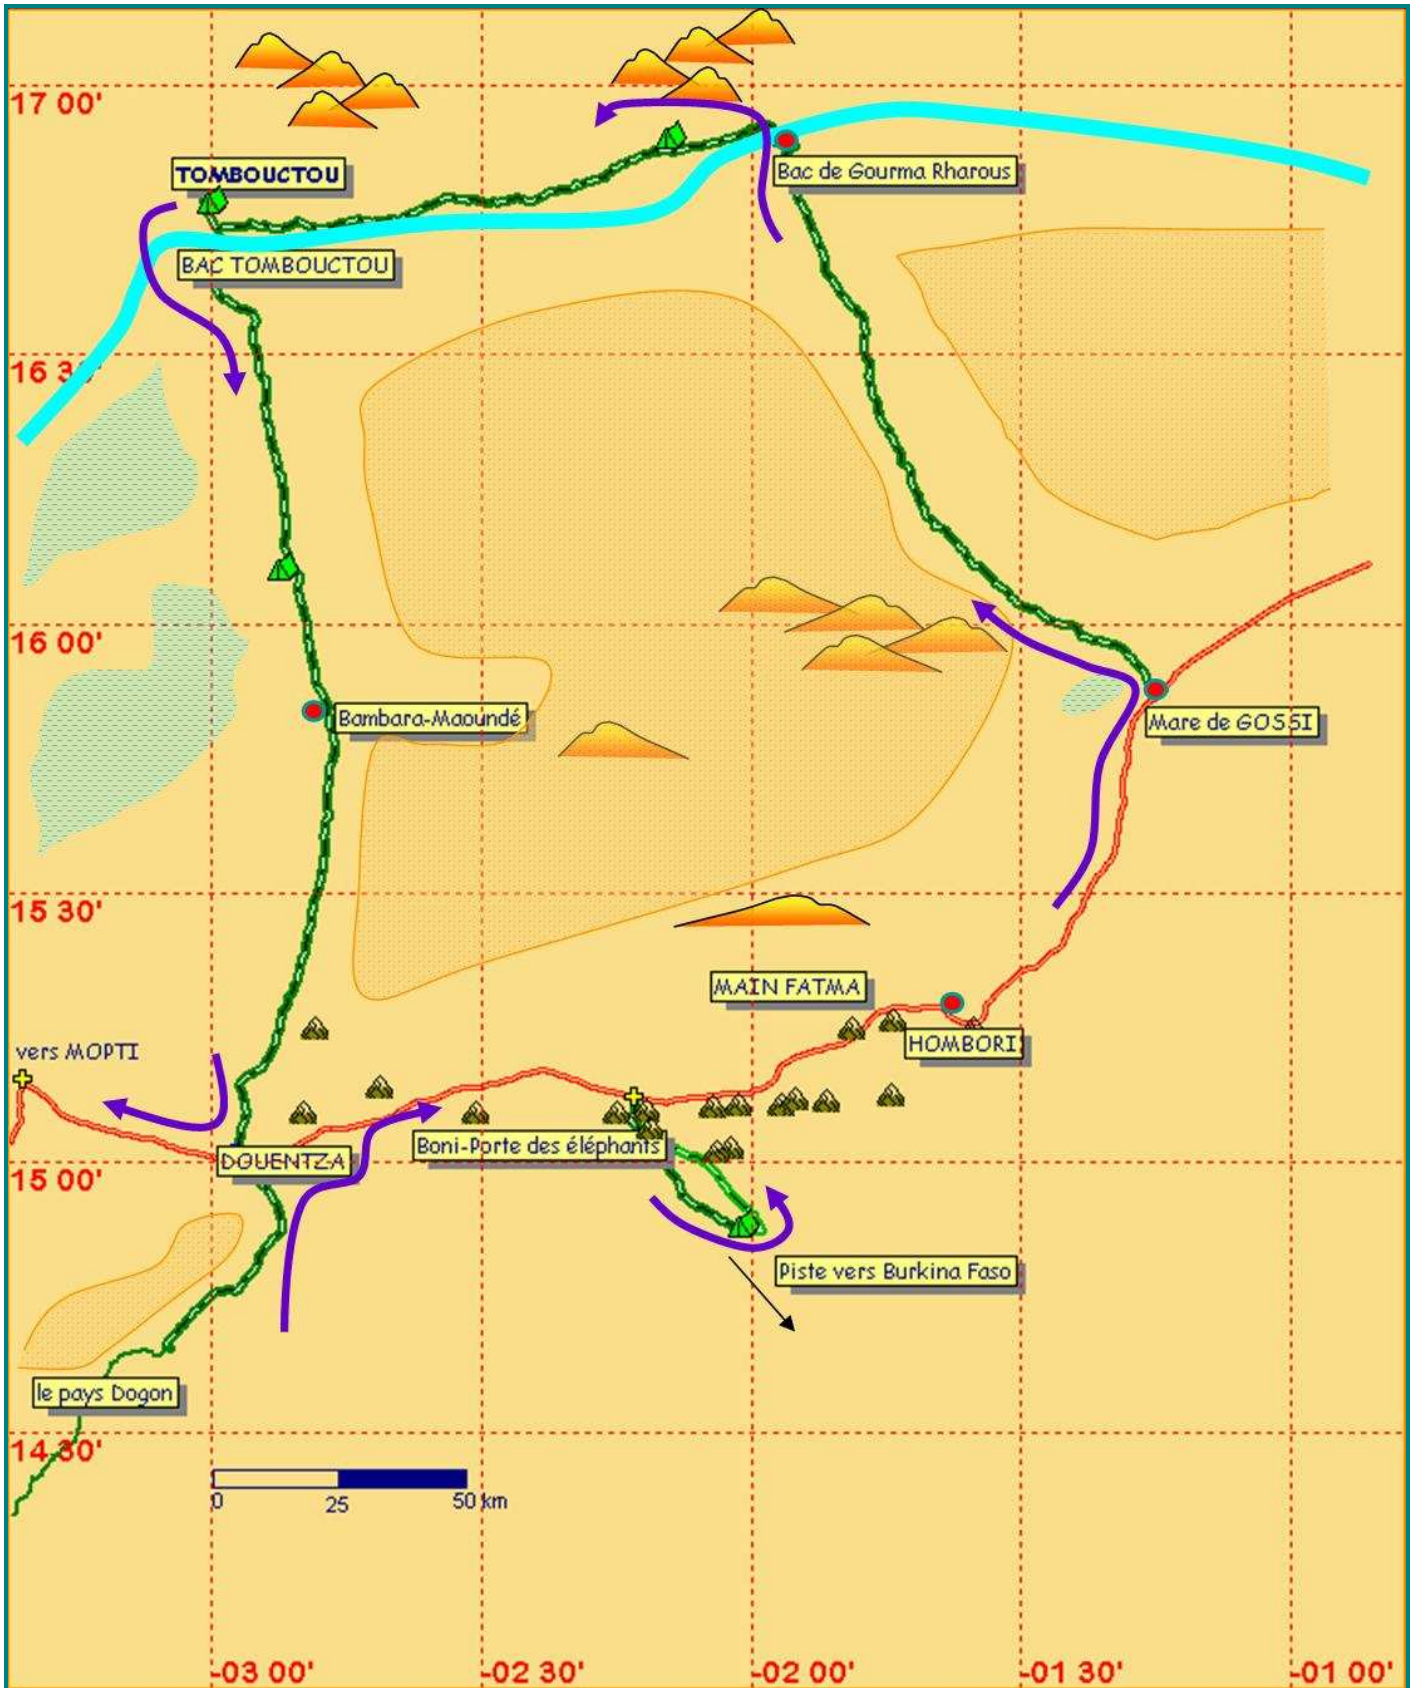 17 00'
TOMBOUCTOU
Bac de Gourma Rharous
BAC TOMBOUCTOU
16 30'
16 00'
Bambara-Maoundé
Mare de GOSSI
15 30'
MAIN FATMA
HOMBORI
vers MOPTI
Boni-Porte des éléphants
DOUENTZA
15 00'
Piste vers Burkina Faso
le pays Dogon
14 30'
0 25 50 km
-03 00' -02 30' -02 00' -01 30' -01 00'